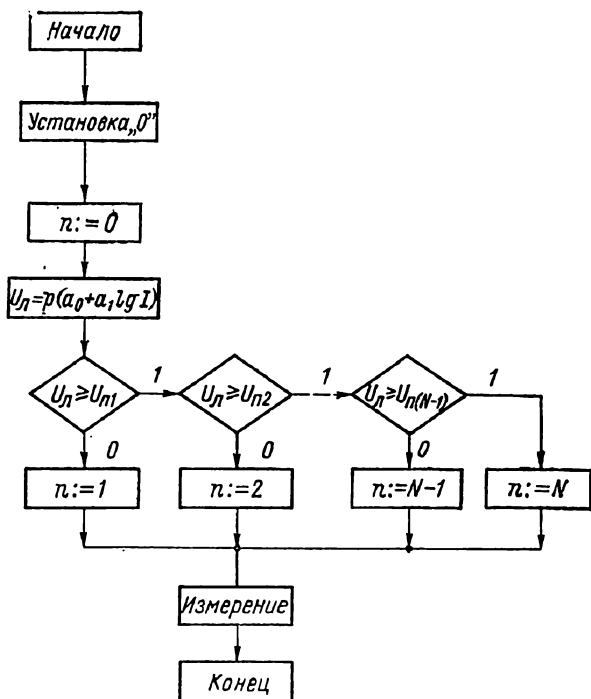 Начало
Установка„0”
n:=0
Uл=p(a₀+a₁lgI)
Uл≥Uп1
1
Uл≥Uп2
1
Uл≥Uп(N-1)
1
0
0
0
n:=1
n:=2
n:=N-1
n:=N
Измерение
Конец